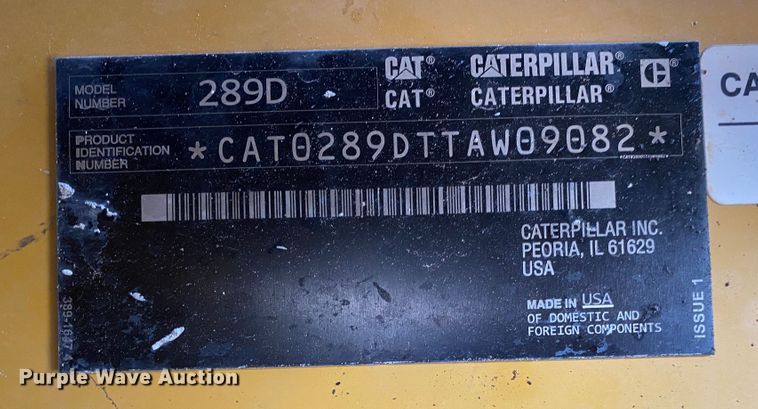 MODEL NUMBER 289D
CAT® CATERPILLAR®
CAT® CATERPILLAR®
PRODUCT IDENTIFICATION NUMBER *CAT0289DTTAW09082*
CATERPILLAR INC.
PEORIA, IL 61629
USA
MADE IN USA
OF DOMESTIC AND
FOREIGN COMPONENTS
ISSUE 1
CA
Purple Wave Auction